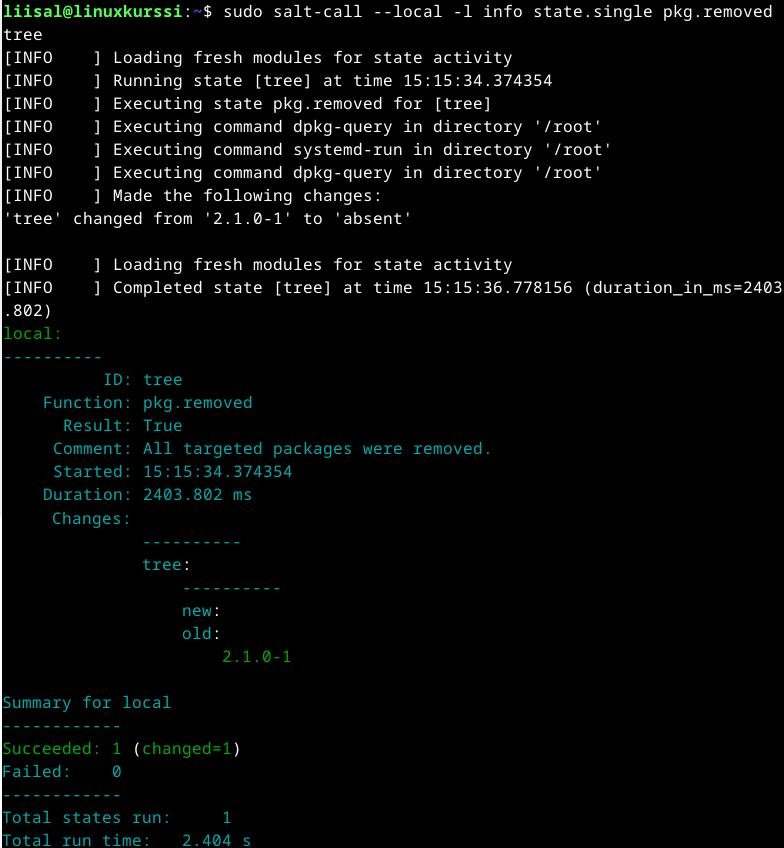 liisal@linuxkurssi:~$ sudo salt-call --local -l info state.single pkg.removed
tree
[INFO    ] Loading fresh modules for state activity
[INFO    ] Running state [tree] at time 15:15:34.374354
[INFO    ] Executing state pkg.removed for [tree]
[INFO    ] Executing command dpkg-query in directory '/root'
[INFO    ] Executing command systemd-run in directory '/root'
[INFO    ] Executing command dpkg-query in directory '/root'
[INFO    ] Made the following changes:
'tree' changed from '2.1.0-1' to 'absent'

[INFO    ] Loading fresh modules for state activity
[INFO    ] Completed state [tree] at time 15:15:36.778156 (duration_in_ms=2403
.802)
local:
----------
          ID: tree
    Function: pkg.removed
      Result: True
     Comment: All targeted packages were removed.
     Started: 15:15:34.374354
    Duration: 2403.802 ms
     Changes:
              ----------
              tree:
                  ----------
                  new:
                  old:
                      2.1.0-1

Summary for local
------------
Succeeded: 1 (changed=1)
Failed:    0
------------
Total states run:     1
Total run time:   2.404 s